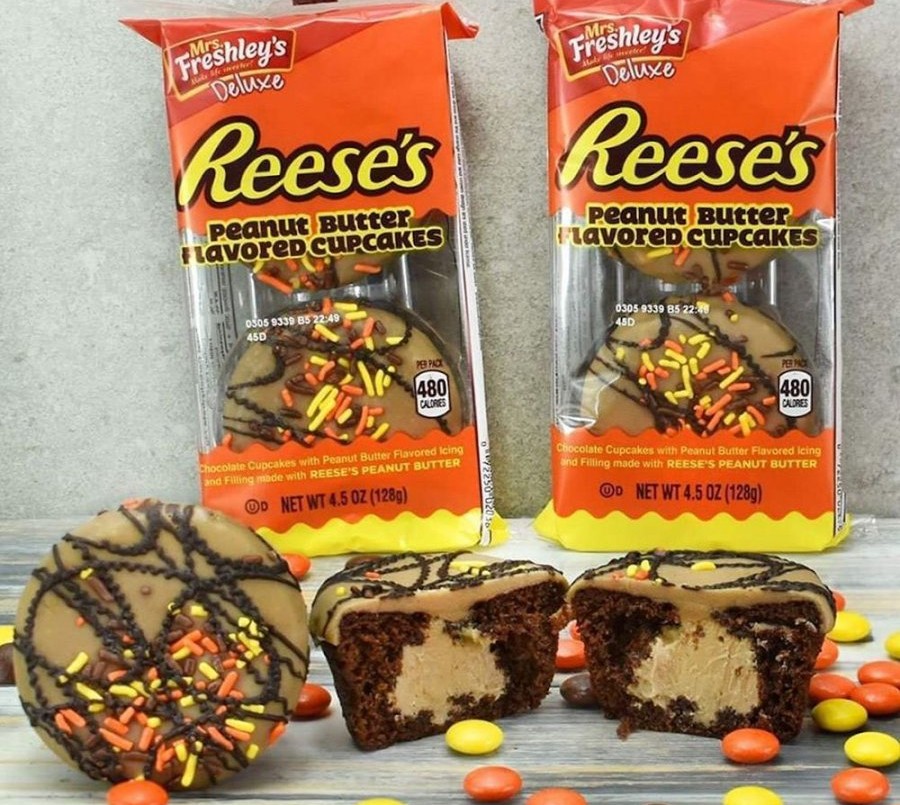 Mrs.
Freshley's
Make life sweeter!
Deluxe
Reese's
Peanut Butter
Flavored Cupcakes
0305 9339 B5 22:49
45D
PER PACK
480
CALORIES
Chocolate Cupcakes with Peanut Butter Flavored Icing
and Filling made with REESE'S PEANUT BUTTER
U D NET WT 4.5 OZ (128g)
Mrs.
Freshley's
Make life sweeter!
Deluxe
Reese's
Peanut Butter
Flavored Cupcakes
0305 9339 B5 22:49
45D
PER PACK
480
CALORIES
Chocolate Cupcakes with Peanut Butter Flavored Icing
and Filling made with REESE'S PEANUT BUTTER
U D NET WT 4.5 OZ (128g)